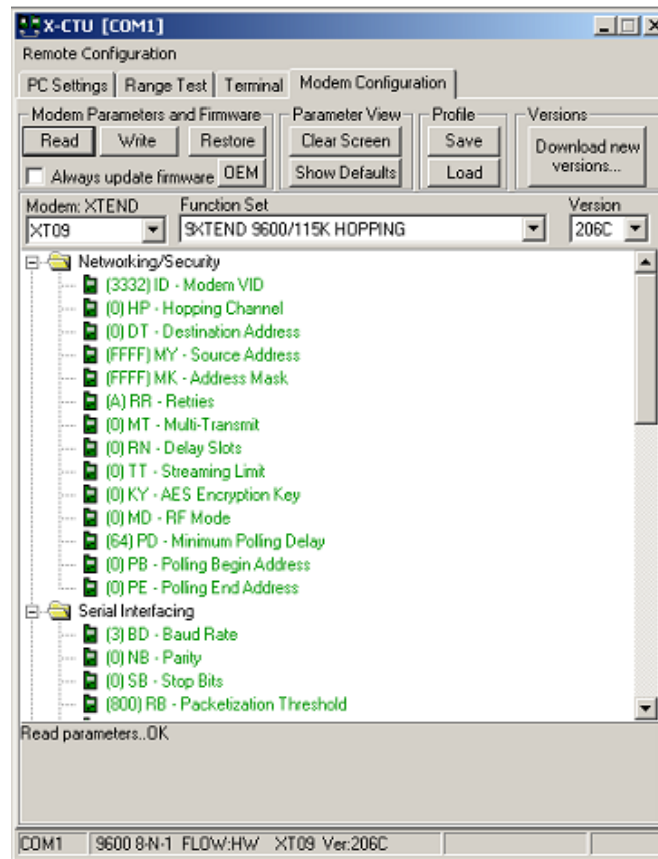 X-CTU [COM1]
Remote Configuration
PC Settings Range Test Terminal Modem Configuration
Modem Parameters and Firmware Parameter View Profile Versions
Read Write Restore Clear Screen Save Download new versions...
Always update firmware OEM Show Defaults Load
Modem: XTEND Function Set Version
XT09 9XTEND 9600/115K HOPPING 206C
Networking/Security
(3332) ID - Modem VID
(0) HP - Hopping Channel
(0) DT - Destination Address
(FFFF) MY - Source Address
(FFFF) MK - Address Mask
(A) RR - Retries
(0) MT - Multi-Transmit
(0) RN - Delay Slots
(0) TT - Streaming Limit
(0) KY - AES Encryption Key
(0) MD - RF Mode
(64) PD - Minimum Polling Delay
(0) PB - Polling Begin Address
(0) PE - Polling End Address
Serial Interfacing
(3) BD - Baud Rate
(0) NB - Parity
(0) SB - Stop Bits
(800) RB - Packetization Threshold
Read parameters..OK
COM1 9600 8-N-1 FLOW:HW XT09 Ver:206C